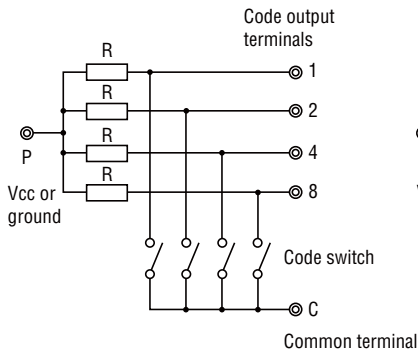 Code output
terminals
R
1
R
2
P
R
4
R
8
Vcc or
ground
Code switch
C
Common terminal